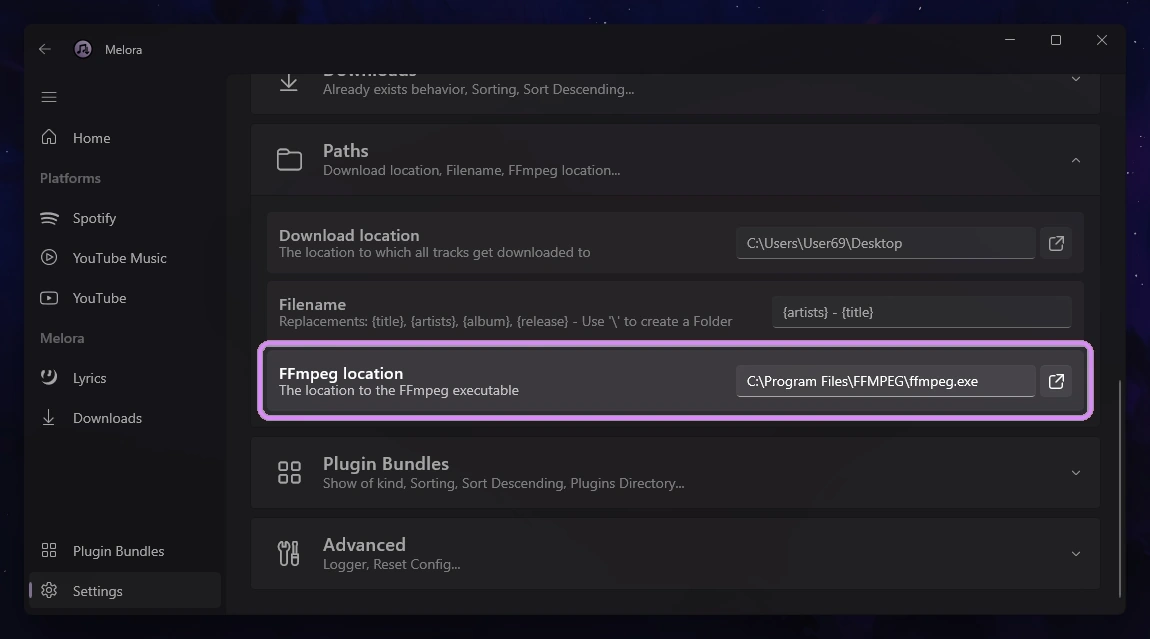 Melora
Home
Platforms
Spotify
YouTube Music
YouTube
Melora
Lyrics
Downloads
Plugin Bundles
Settings
Downloads
Already exists behavior, Sorting, Sort Descending...
Paths
Download location, Filename, FFmpeg location...
Download location
The location to which all tracks get downloaded to
C:\Users\User69\Desktop
Filename
Replacements: {title}, {artists}, {album}, {release} - Use '\' to create a Folder
{artists} - {title}
FFmpeg location
The location to the FFmpeg executable
C:\Program Files\FFMPEG\ffmpeg.exe
Plugin Bundles
Show of kind, Sorting, Sort Descending, Plugins Directory...
Advanced
Logger, Reset Config...